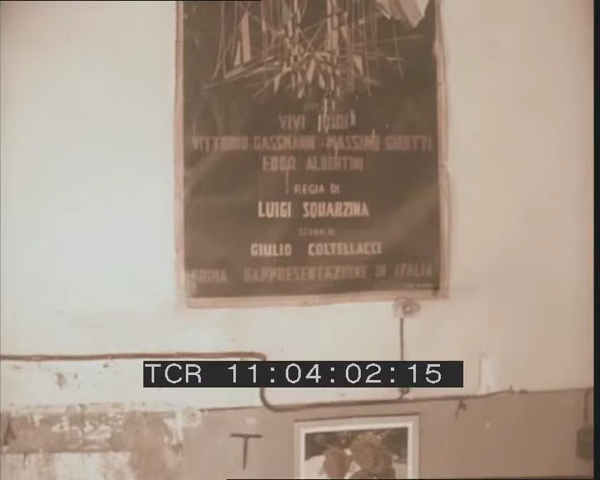 VIVI GIOI
VITTORIO GASSMANN - MASSIMO GIROTTI
EDDO ALBERTINI
REGIA DI
LUIGI SQUARZINA
SCENE DI
GIULIO COLTELLACCI
PRIMA RAPPRESENTAZIONE IN ITALIA
TCR 11:04:02:15
T